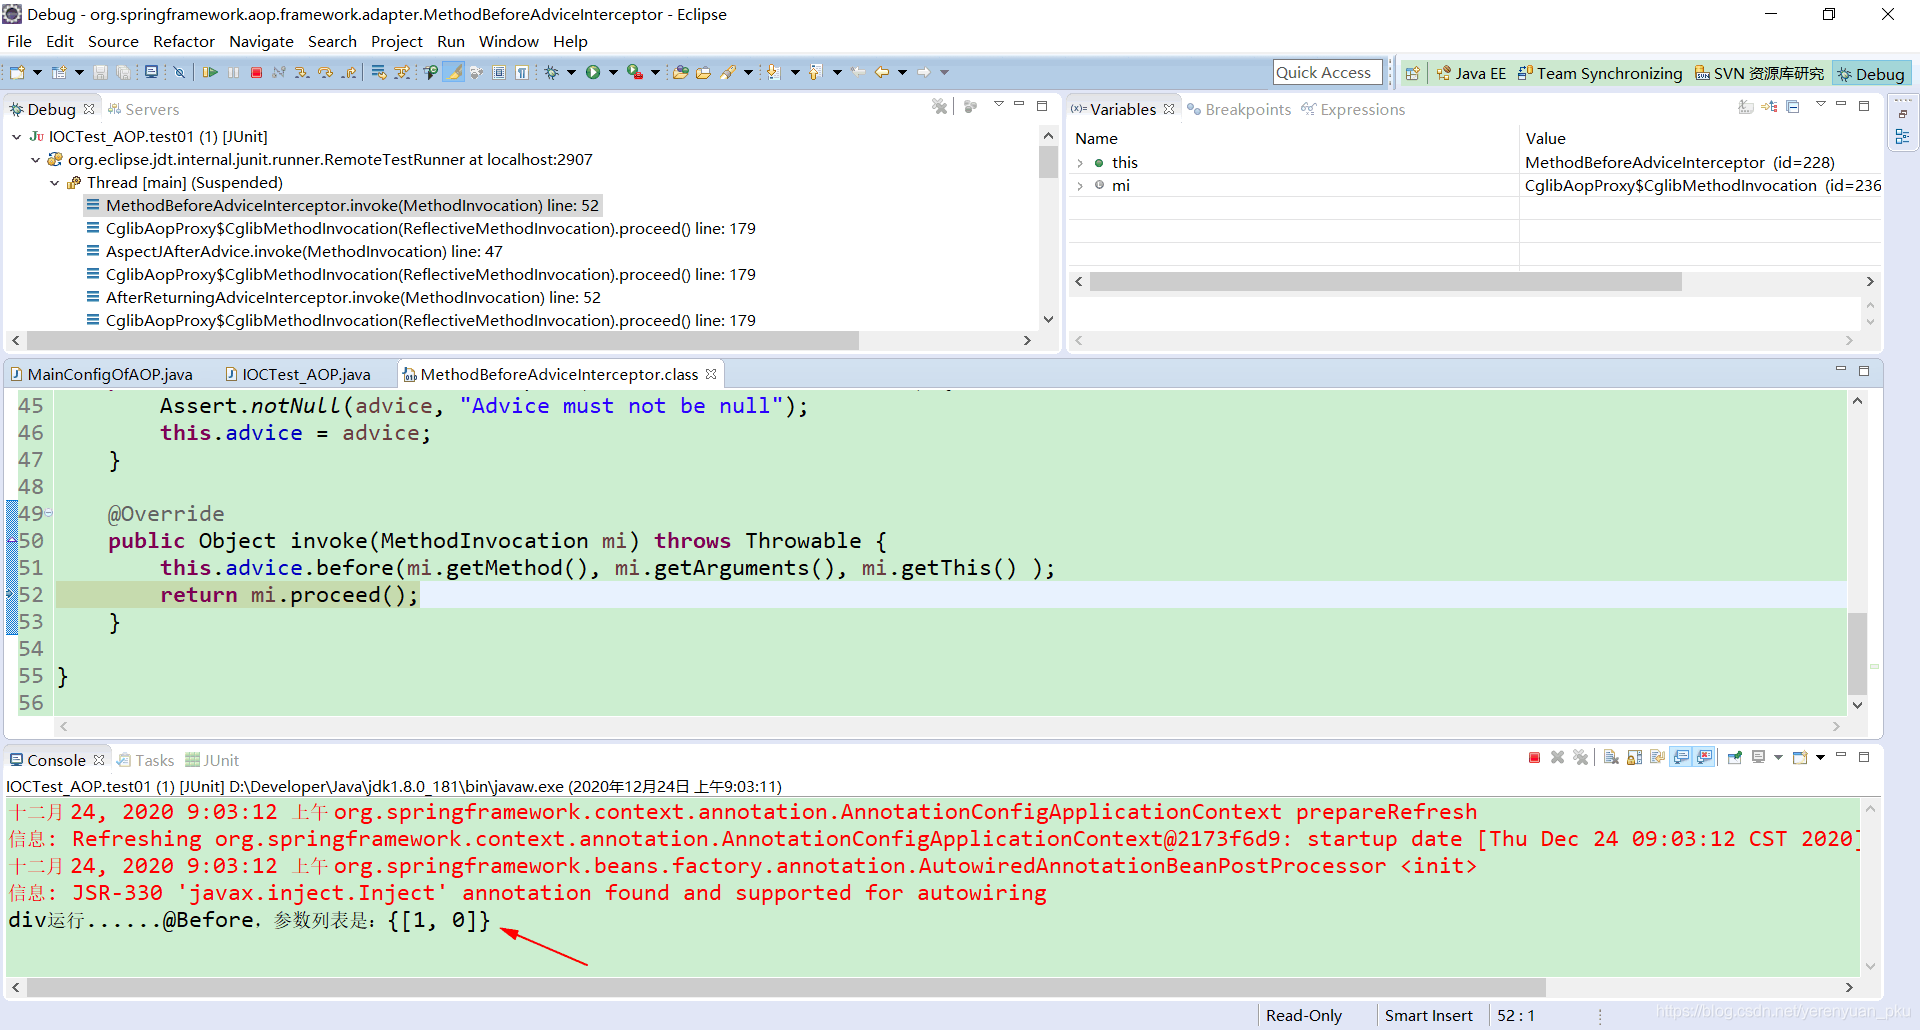 Debug - org.springframework.aop.framework.adapter.MethodBeforeAdviceInterceptor - Eclipse
File Edit Source Refactor Navigate Search Project Run Window Help
Quick Access Java EE Team Synchronizing SVN 资源库研究 Debug
Debug Servers
IOCTest_AOP.test01 (1) [JUnit]
org.eclipse.jdt.internal.junit.runner.RemoteTestRunner at localhost:2907
Thread [main] (Suspended)
MethodBeforeAdviceInterceptor.invoke(MethodInvocation) line: 52
CglibAopProxy$CglibMethodInvocation(ReflectiveMethodInvocation).proceed() line: 179
AspectJAfterAdvice.invoke(MethodInvocation) line: 47
CglibAopProxy$CglibMethodInvocation(ReflectiveMethodInvocation).proceed() line: 179
AfterReturningAdviceInterceptor.invoke(MethodInvocation) line: 52
CglibAopProxy$CglibMethodInvocation(ReflectiveMethodInvocation).proceed() line: 179
(x)= Variables Breakpoints Expressions
Name Value
this MethodBeforeAdviceInterceptor (id=228)
mi CglibAopProxy$CglibMethodInvocation (id=236
MainConfigOfAOP.java IOCTest_AOP.java MethodBeforeAdviceInterceptor.class
45 Assert.notNull(advice, "Advice must not be null");
46 this.advice = advice;
47 }
48
49 @Override
50 public Object invoke(MethodInvocation mi) throws Throwable {
51 this.advice.before(mi.getMethod(), mi.getArguments(), mi.getThis() );
52 return mi.proceed();
53 }
54
55 }
56
Console Tasks JUnit
IOCTest_AOP.test01 (1) [JUnit] D:\Developer\Java\jdk1.8.0_181\bin\javaw.exe (2020年12月24日 上午9:03:11)
十二月 24, 2020 9:03:12 上午 org.springframework.context.annotation.AnnotationConfigApplicationContext prepareRefresh
信息: Refreshing org.springframework.context.annotation.AnnotationConfigApplicationContext@2173f6d9: startup date [Thu Dec 24 09:03:12 CST 2020]
十二月 24, 2020 9:03:12 上午 org.springframework.beans.factory.annotation.AutowiredAnnotationBeanPostProcessor <init>
信息: JSR-330 'javax.inject.Inject' annotation found and supported for autowiring
div运行......@Before，参数列表是：{[1, 0]}
Read-Only Smart Insert 52 : 1
https://blog.csdn.net/yerenyuan_pku